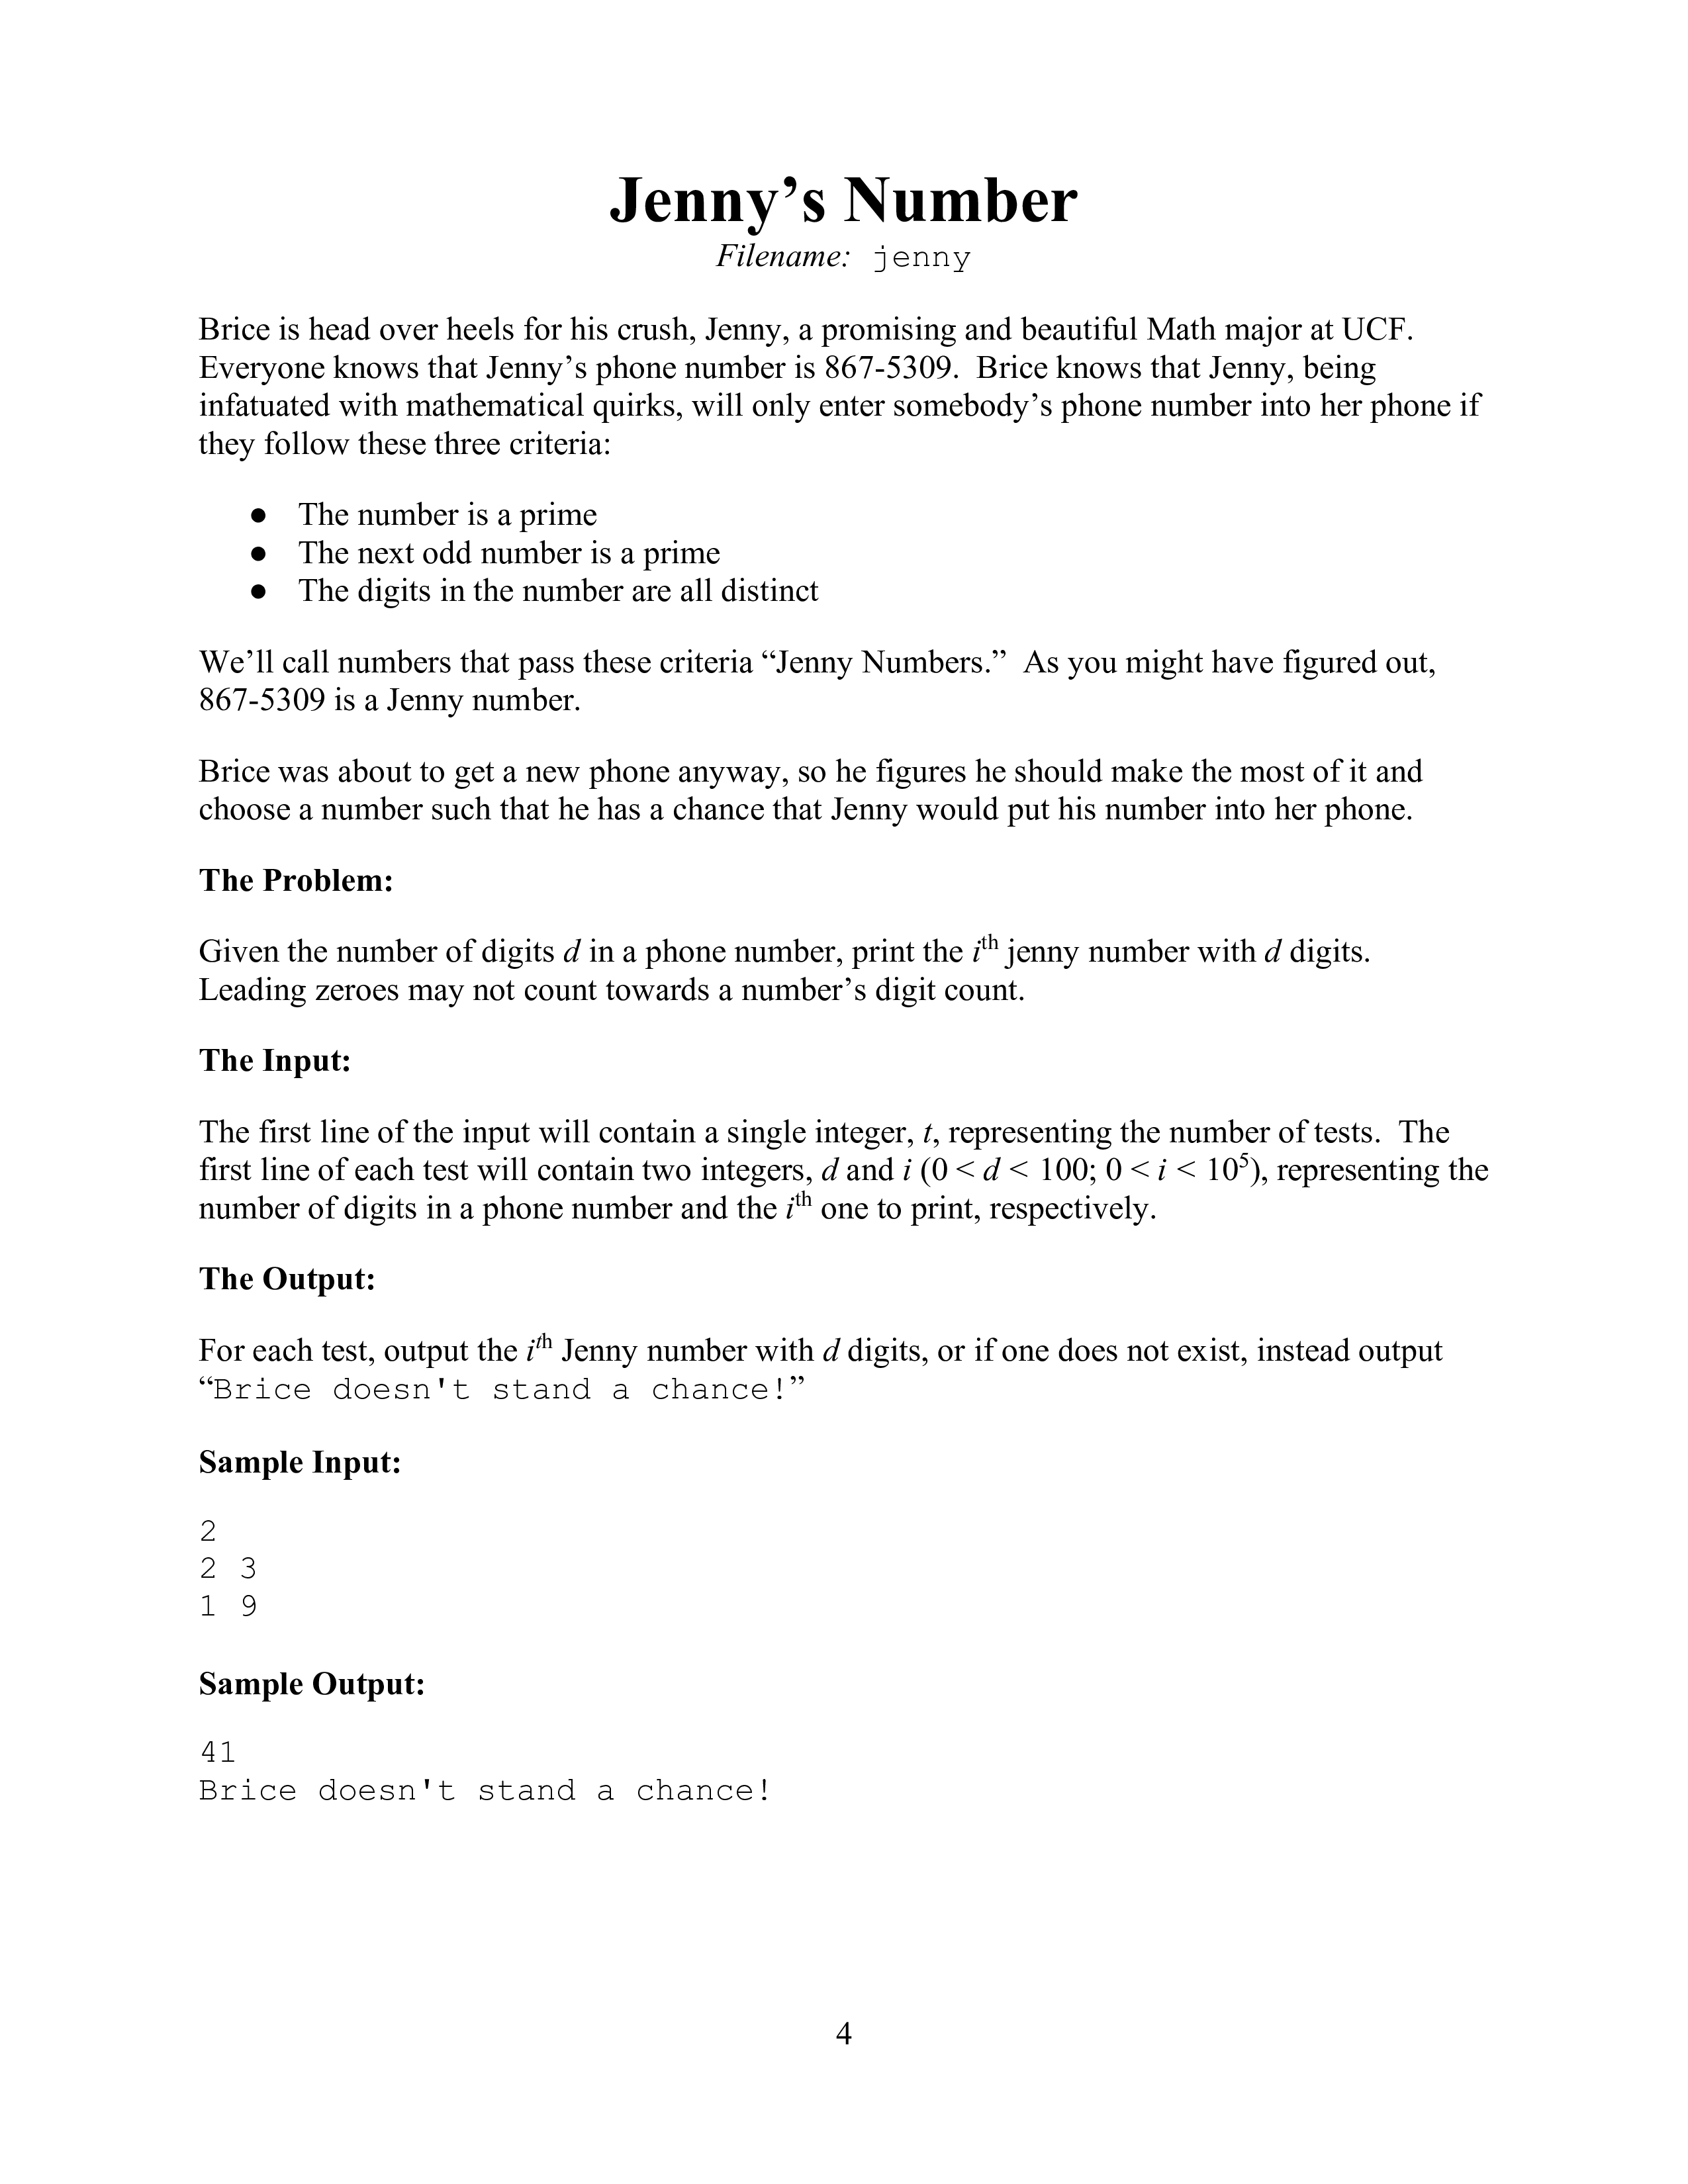 Jenny’s Number
Filename: jenny
Brice is head over heels for his crush, Jenny, a promising and beautiful Math major at UCF.
Everyone knows that Jenny’s phone number is 867-5309.  Brice knows that Jenny, being
infatuated with mathematical quirks, will only enter somebody’s phone number into her phone if
they follow these three criteria:
● The number is a prime
● The next odd number is a prime
● The digits in the number are all distinct
We’ll call numbers that pass these criteria “Jenny Numbers.”  As you might have figured out,
867-5309 is a Jenny number.
Brice was about to get a new phone anyway, so he figures he should make the most of it and
choose a number such that he has a chance that Jenny would put his number into her phone.
The Problem:
Given the number of digits d in a phone number, print the ith jenny number with d digits.
Leading zeroes may not count towards a number’s digit count.
The Input:
The first line of the input will contain a single integer, t, representing the number of tests.  The
first line of each test will contain two integers, d and i (0 < d < 100; 0 < i < 10⁵), representing the
number of digits in a phone number and the ith one to print, respectively.
The Output:
For each test, output the ith Jenny number with d digits, or if one does not exist, instead output
“Brice doesn't stand a chance!”
Sample Input:
2
2 3
1 9
Sample Output:
41
Brice doesn't stand a chance!
4